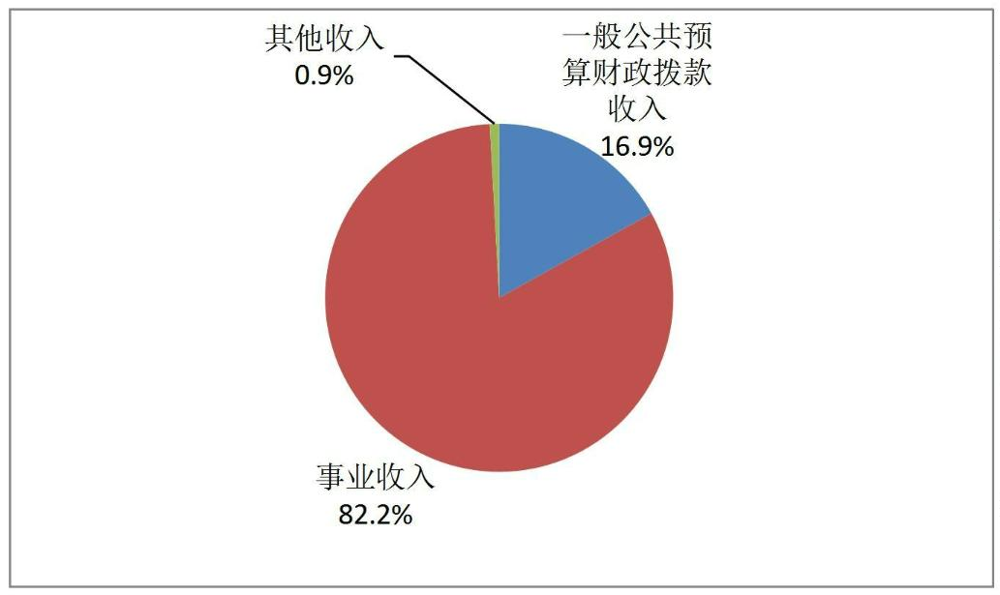 其他收入
0.9%
一般公共预
算财政拨款
收入
16.9%
事业收入
82.2%